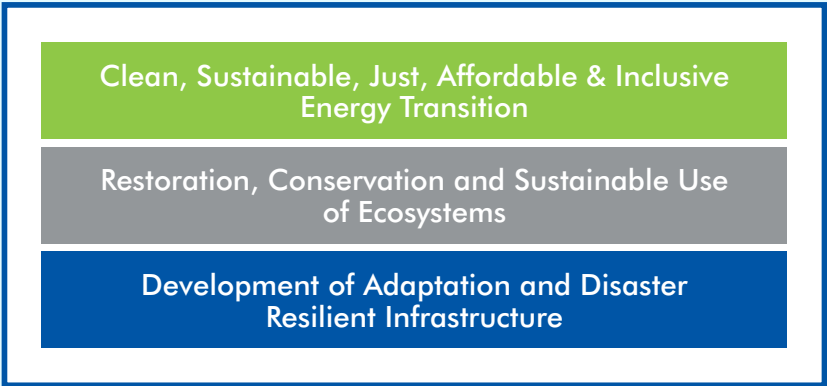 Clean, Sustainable, Just, Affordable & Inclusive
Energy Transition
Restoration, Conservation and Sustainable Use
of Ecosystems
Development of Adaptation and Disaster
Resilient Infrastructure